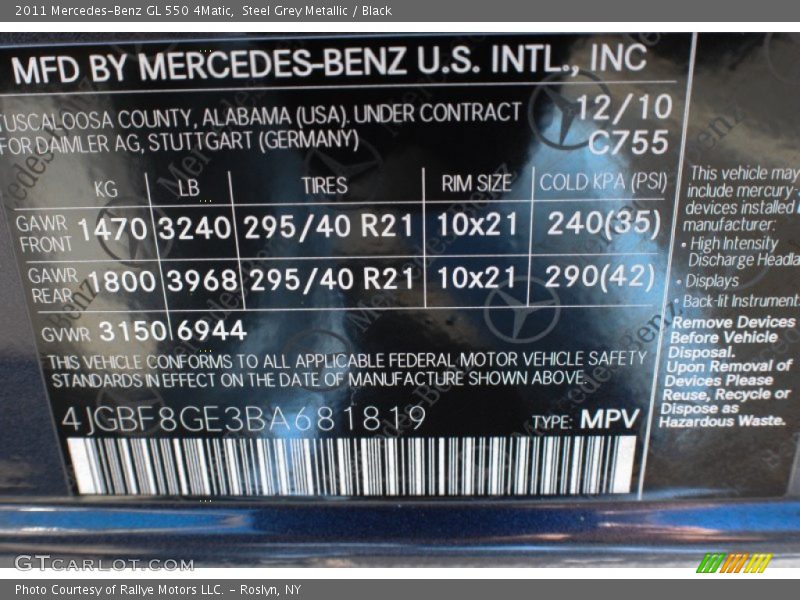 2011 Mercedes-Benz GL 550 4Matic, Steel Grey Metallic / Black
MFD BY MERCEDES-BENZ U.S. INTL., INC
TUSCALOOSA COUNTY, ALABAMA (USA). UNDER CONTRACT
FOR DAIMLER AG, STUTTGART (GERMANY)
12/10
C755
KG LB TIRES RIM SIZE COLD KPA (PSI)
GAWR FRONT 1470 3240 295/40 R21 10x21 240(35)
GAWR REAR 1800 3968 295/40 R21 10x21 290(42)
GVWR 3150 6944
THIS VEHICLE CONFORMS TO ALL APPLICABLE FEDERAL MOTOR VEHICLE SAFETY
STANDARDS IN EFFECT ON THE DATE OF MANUFACTURE SHOWN ABOVE.
4JGBF8GE3BA681819
TYPE: MPV
This vehicle may
include mercury-
devices installed
manufacturer:
• High Intensity
Discharge Headla
• Displays
• Back-lit Instrument
Remove Devices
Before Vehicle
Disposal.
Upon Removal of
Devices Please
Reuse, Recycle or
Dispose as
Hazardous Waste.
GTCARLOT.COM
Photo Courtesy of Rallye Motors LLC. - Roslyn, NY